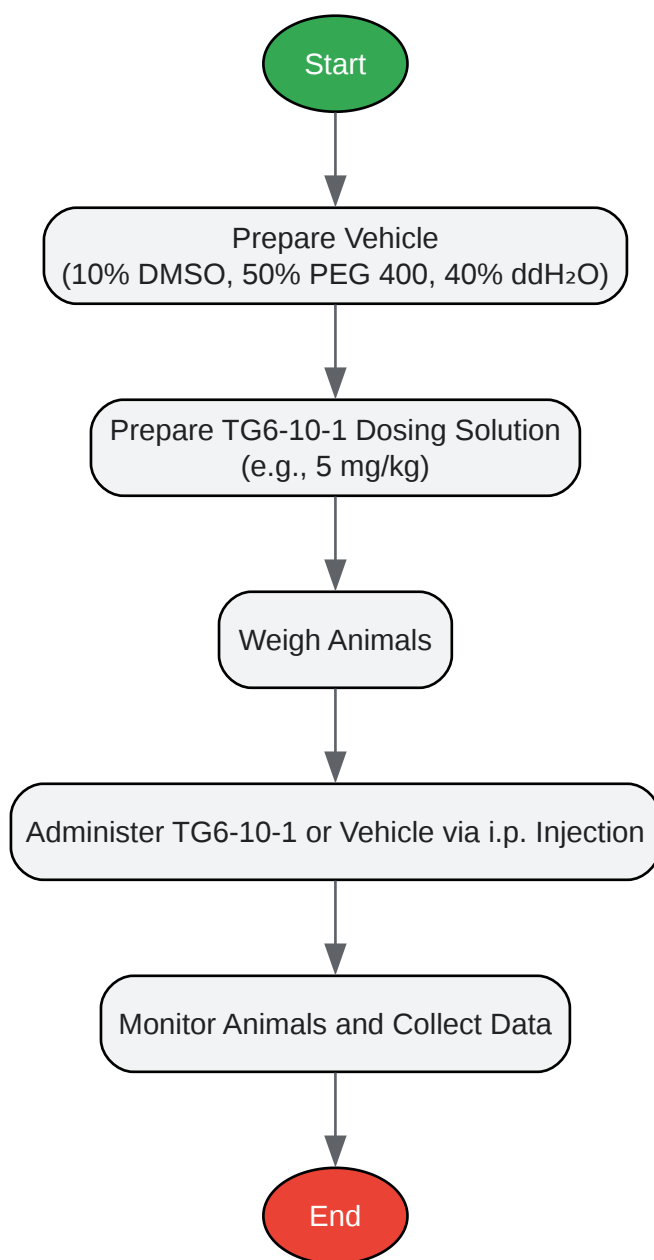 Start
Prepare Vehicle
(10% DMSO, 50% PEG 400, 40% ddH₂O)
Prepare TG6-10-1 Dosing Solution
(e.g., 5 mg/kg)
Weigh Animals
Administer TG6-10-1 or Vehicle via i.p. Injection
Monitor Animals and Collect Data
End